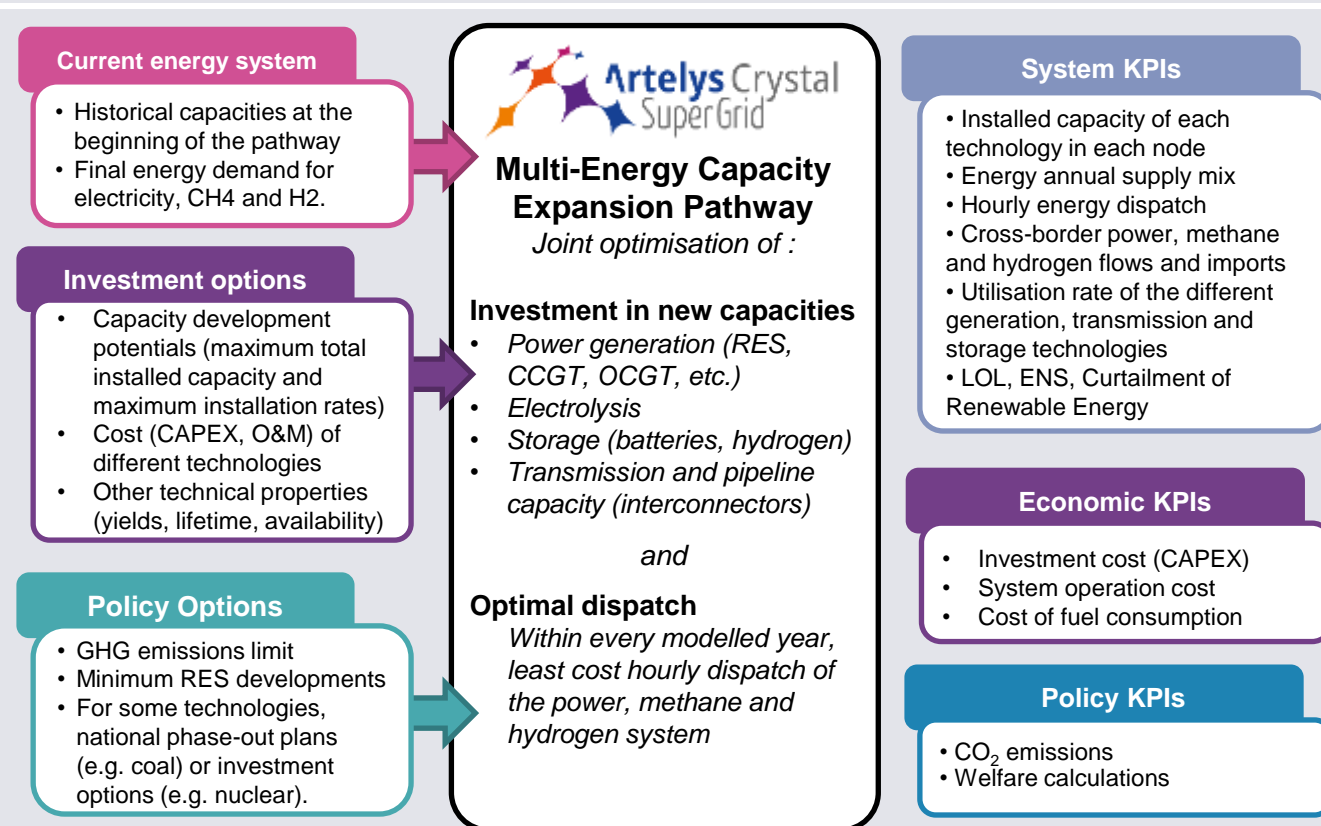 Current energy system
• Historical capacities at the
beginning of the pathway
• Final energy demand for
electricity, CH4 and H2.
Investment options
• Capacity development
potentials (maximum total
installed capacity and
maximum installation rates)
• Cost (CAPEX, O&M) of
different technologies
• Other technical properties
(yields, lifetime, availability)
Policy Options
• GHG emissions limit
• Minimum RES developments
• For some technologies,
national phase-out plans
(e.g. coal) or investment
options (e.g. nuclear).
Artelys Crystal
SuperGrid
Multi-Energy Capacity
Expansion Pathway
Joint optimisation of :
Investment in new capacities
• Power generation (RES,
CCGT, OCGT, etc.)
• Electrolysis
• Storage (batteries, hydrogen)
• Transmission and pipeline
capacity (interconnectors)
and
Optimal dispatch
Within every modelled year,
least cost hourly dispatch of
the power, methane and
hydrogen system
System KPIs
• Installed capacity of each
technology in each node
• Energy annual supply mix
• Hourly energy dispatch
• Cross-border power, methane
and hydrogen flows and imports
• Utilisation rate of the different
generation, transmission and
storage technologies
• LOL, ENS, Curtailment of
Renewable Energy
Economic KPIs
• Investment cost (CAPEX)
• System operation cost
• Cost of fuel consumption
Policy KPIs
• CO₂ emissions
• Welfare calculations